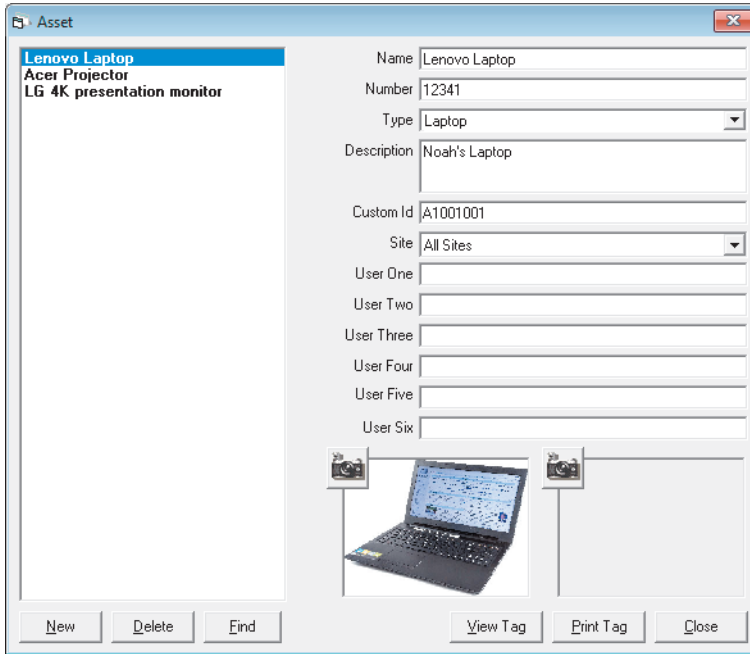 Asset
Lenovo Laptop
Acer Projector
LG 4K presentation monitor
Name Lenovo Laptop
Number 12341
Type Laptop
Description Noah's Laptop
Custom Id A1001001
Site All Sites
User One
User Two
User Three
User Four
User Five
User Six
New Delete Find View Tag Print Tag Close